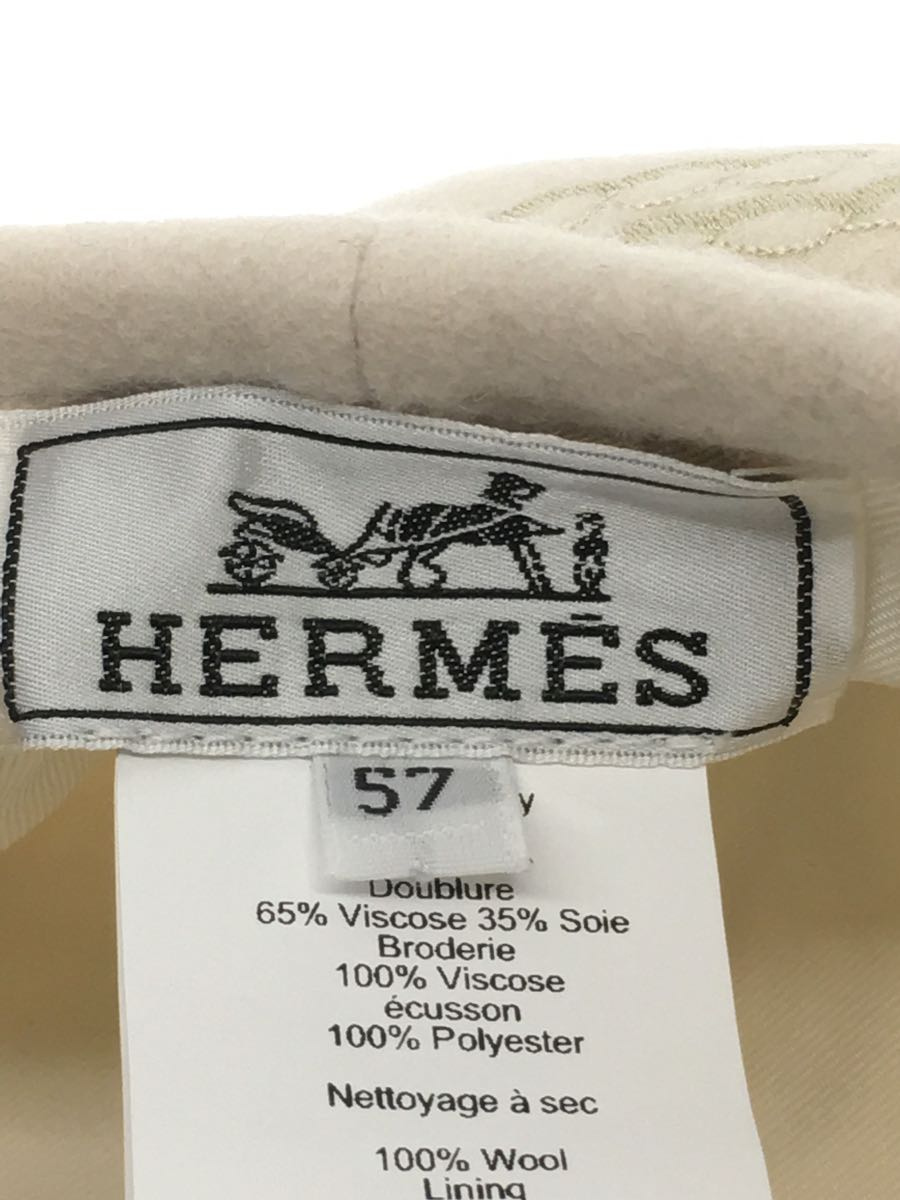 HERMÈS
57
y
Doublure
65% Viscose 35% Soie
Broderie
100% Viscose
écusson
100% Polyester
Nettoyage à sec
100% Wool
Lining